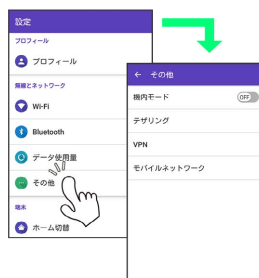 設定
プロフィール
プロフィール
無線とネットワーク
Wi-Fi
Bluetooth
データ使用量
その他
端末
ホーム切替
← その他
機内モード
OFF
テザリング
VPN
モバイルネットワーク